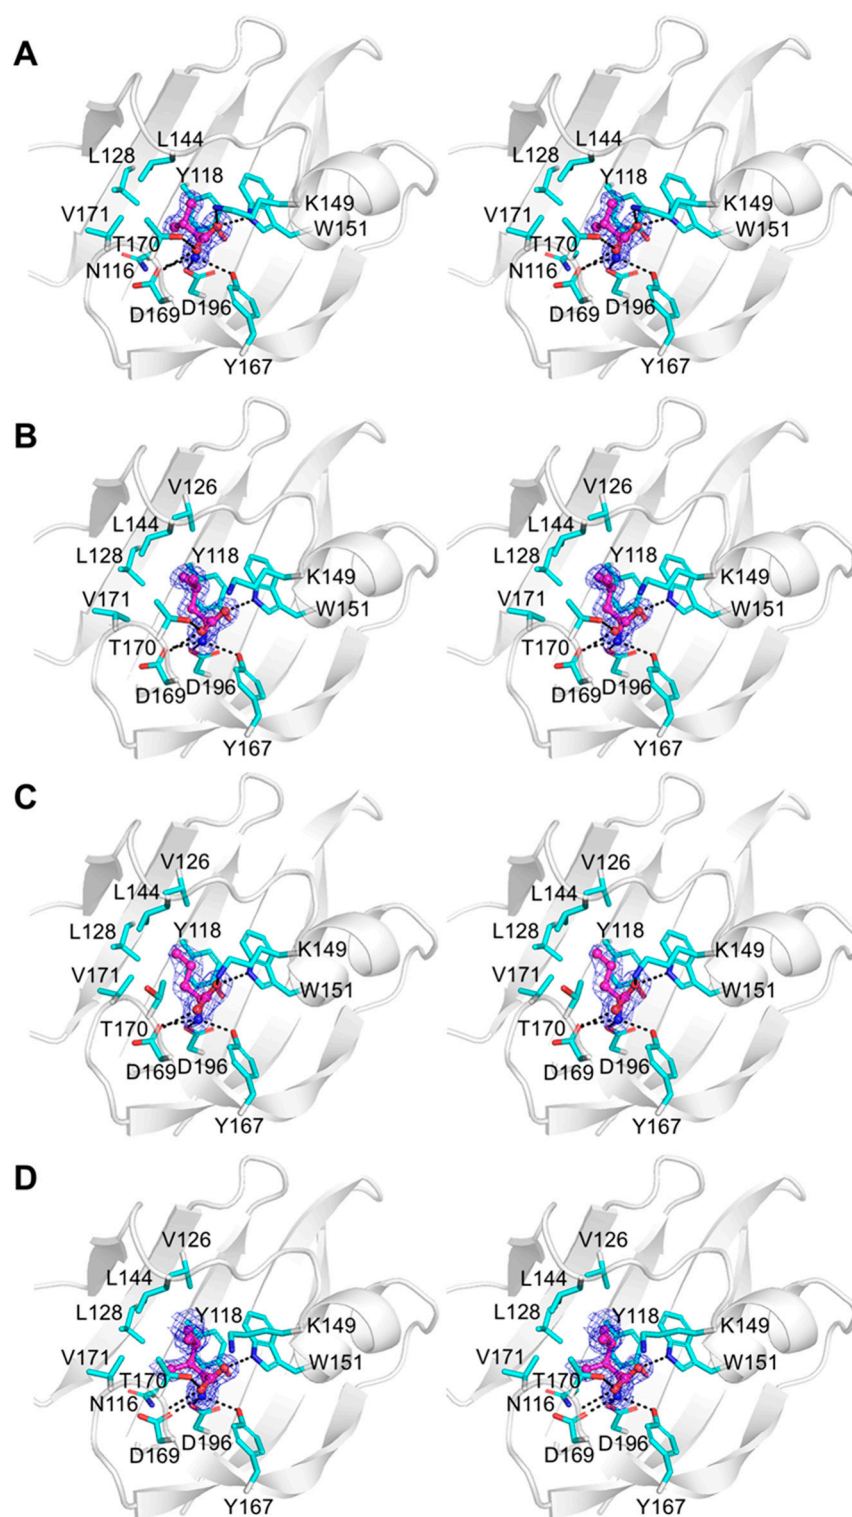 A
L144 L144
L128 Y118 L128 Y118
V171 K149 V171 K149
T170 W151 T170 W151
N116 N116
D169 D196 D169 D196
Y167 Y167
B
V126 V126
L144 L144
L128 Y118 L128 Y118
K149 K149
V171 W151 V171 W151
T170 T170
D169 D196 D169 D196
Y167 Y167
C
V126 V126
L144 L144
L128 Y118 L128 Y118
K149 K149
V171 W151 V171 W151
T170 T170
D169 D196 D169 D196
Y167 Y167
D
V126 V126
L144 L144
L128 Y118 L128 Y118
K149 K149
V171 W151 V171 W151
T170 T170
N116 N116
D169 D196 D169 D196
Y167 Y167